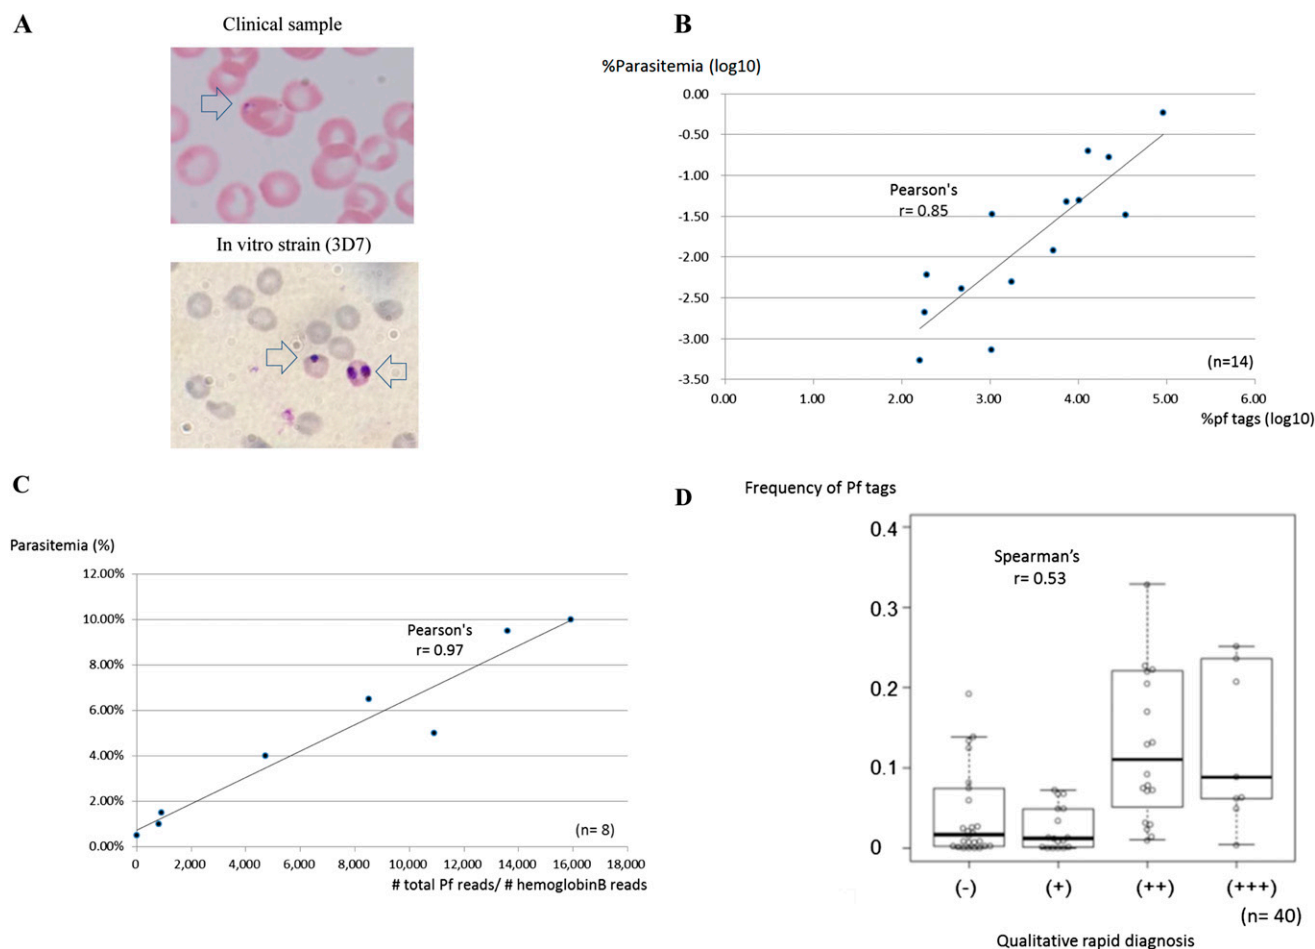 A
Clinical sample
In vitro strain (3D7)
B
%Parasitemia (log10)
0.00
-0.50
-1.00
-1.50
-2.00
-2.50
-3.00
-3.50
Pearson's
r= 0.85
(n=14)
0.00 1.00 2.00 3.00 4.00 5.00 6.00
%pf tags (log10)
C
Parasitemia (%)
12.00%
10.00%
8.00%
6.00%
4.00%
2.00%
0.00%
Pearson's
r= 0.97
(n= 8)
0 2,000 4,000 6,000 8,000 10,000 12,000 14,000 16,000 18,000
# total Pf reads/ # hemoglobinB reads
D
Frequency of Pf tags
0.4
0.3
0.2
0.1
0
Spearman’s
r= 0.53
(-) (+) (++) (+++)
(n= 40)
Qualitative rapid diagnosis